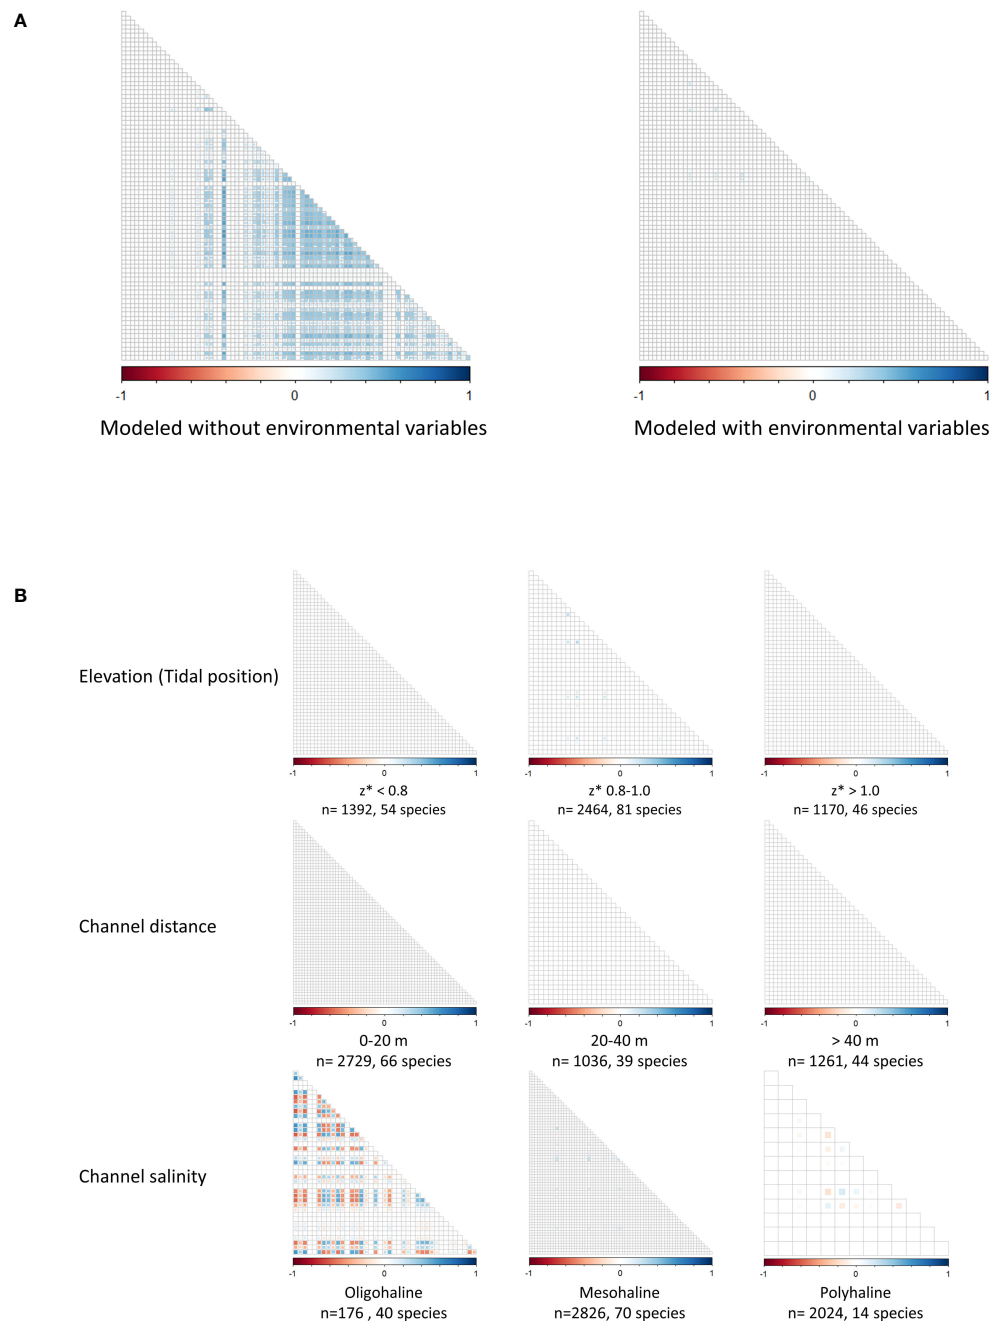 A
-1 0 1
-1 0 1
Modeled without environmental variables
Modeled with environmental variables
B
Elevation (Tidal position)
-1 0 1
-1 0 1
-1 0 1
z* < 0.8
n= 1392, 54 species
z* 0.8-1.0
n= 2464, 81 species
z* > 1.0
n= 1170, 46 species
Channel distance
-1 0 1
-1 0 1
-1 0 1
0-20 m
n= 2729, 66 species
20-40 m
n= 1036, 39 species
> 40 m
n= 1261, 44 species
Channel salinity
-1 0 1
-1 0 1
-1 0 1
Oligohaline
n=176 , 40 species
Mesohaline
n=2826, 70 species
Polyhaline
n= 2024, 14 species